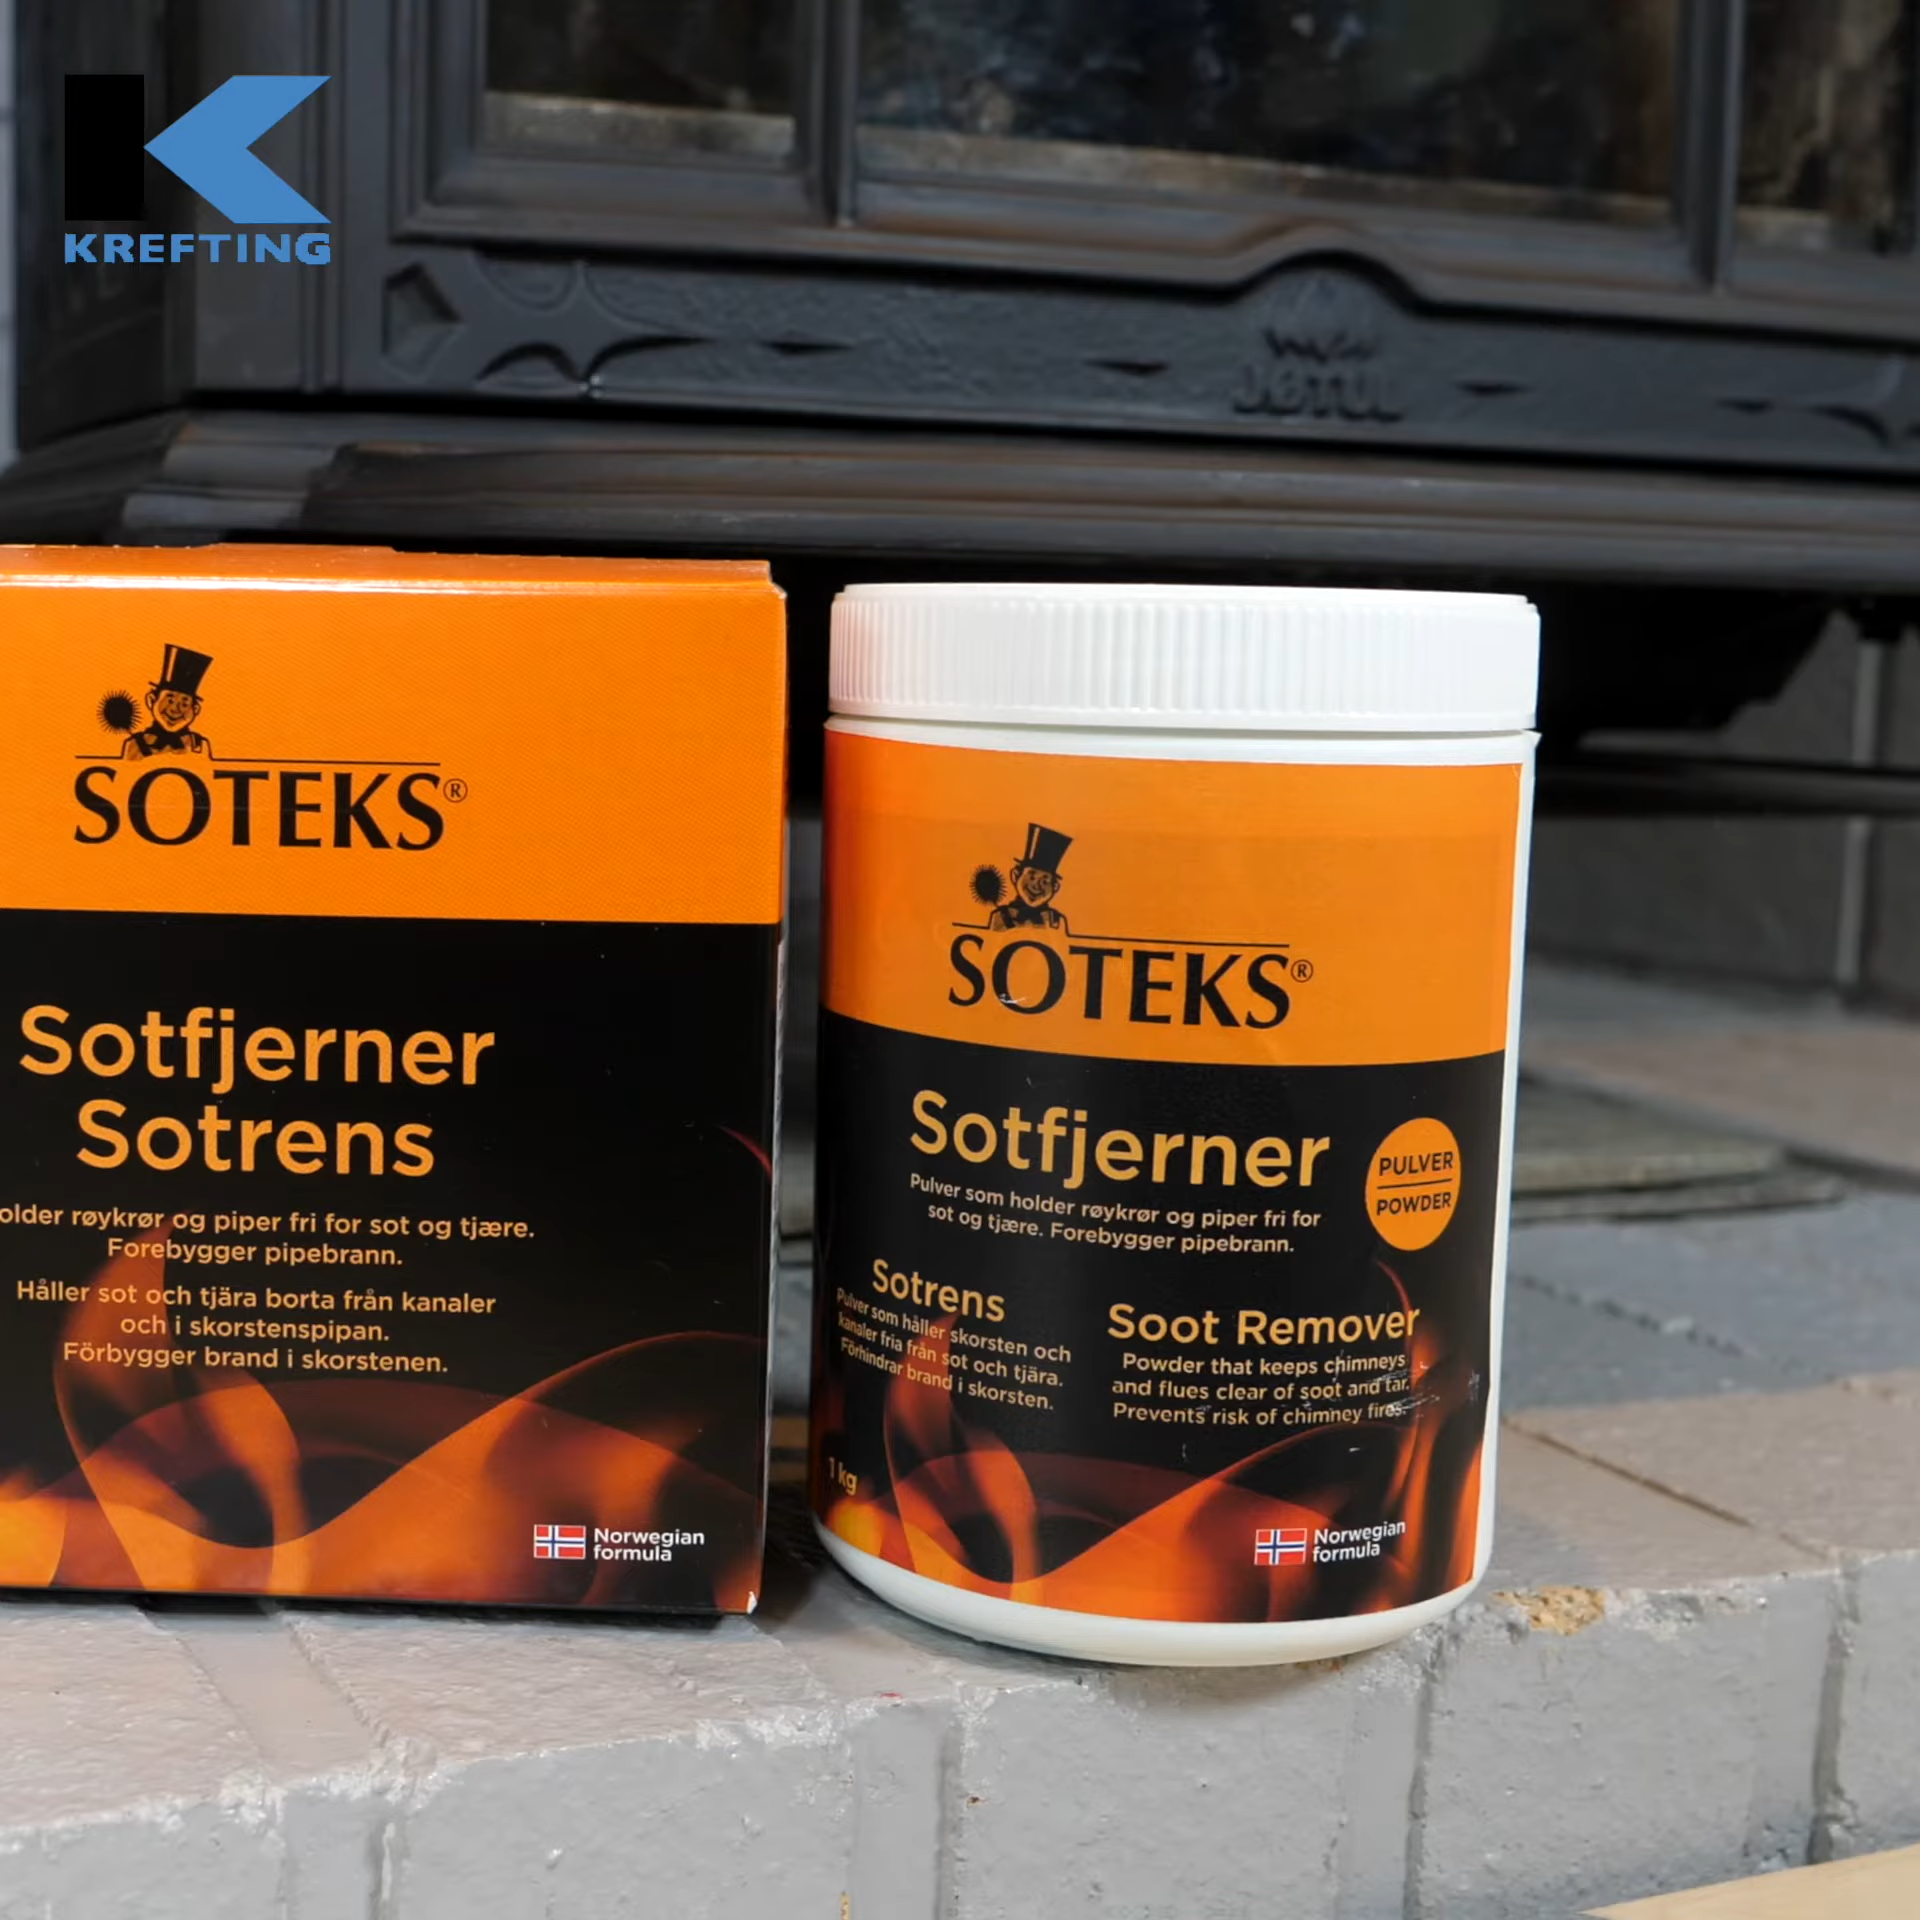 KREFTING
JØTUL
SOTEKS®
Sotfjerner
Sotrens
older røykrør og piper fri for sot og tjære.
Forebygger pipebrann.
Håller sot och tjära borta från kanaler
och i skorstenspipan.
Förbygger brand i skorstenen.
Norwegian
formula
SOTEKS®
Sotfjerner
PULVER
POWDER
Pulver som holder røykrør og piper fri for
sot og tjære. Forebygger pipebrann.
Sotrens
Pulver som håller skorsten och
kanaler fria från sot och tjära.
Förhindrar brand i skorsten.
Soot Remover
Powder that keeps chimneys
and flues clear of soot and tar.
Prevents risk of chimney fires.
1 kg
Norwegian
formula